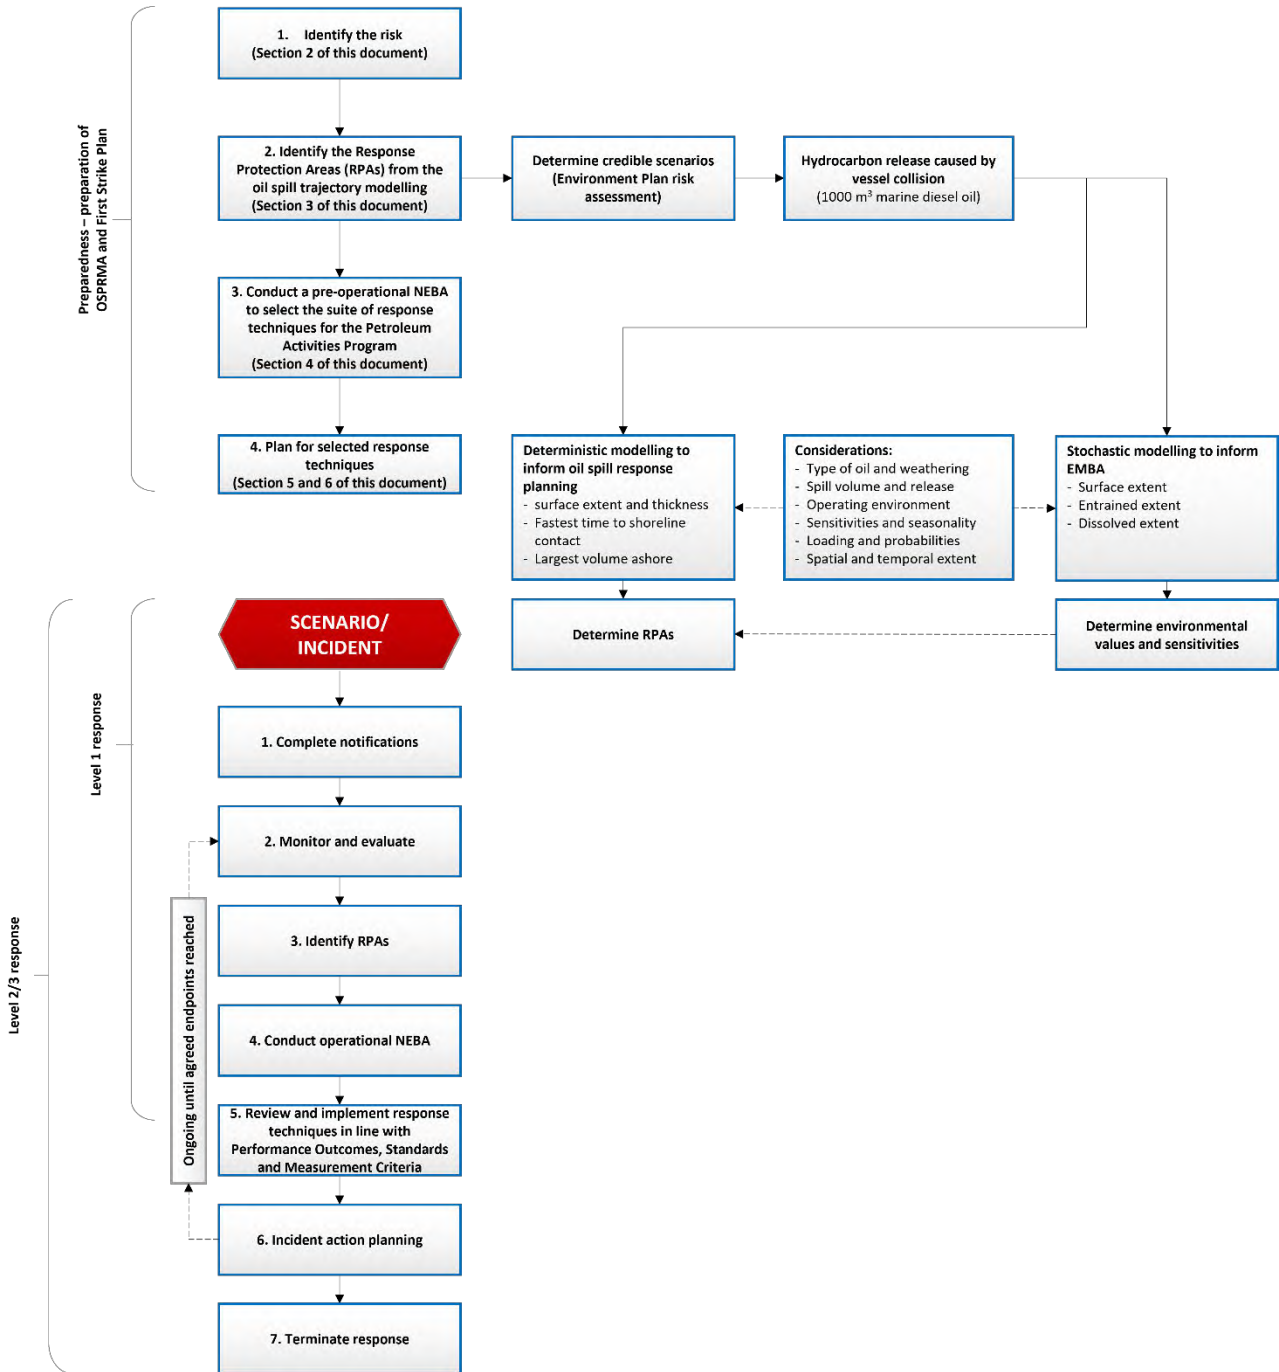 Preparedness – preparation of
OSPRMA and First Strike Plan
1. Identify the risk
(Section 2 of this document)
2. Identify the Response
Protection Areas (RPAs) from the
oil spill trajectory modelling
(Section 3 of this document)
Determine credible scenarios
(Environment Plan risk
assessment)
Hydrocarbon release caused by
vessel collision
(1000 m³ marine diesel oil)
3. Conduct a pre-operational NEBA
to select the suite of response
techniques for the Petroleum
Activities Program
(Section 4 of this document)
4. Plan for selected response
techniques
(Section 5 and 6 of this document)
Deterministic modelling to
inform oil spill response
planning
- surface extent and thickness
- Fastest time to shoreline
contact
- Largest volume ashore
Considerations:
- Type of oil and weathering
- Spill volume and release
- Operating environment
- Sensitivities and seasonality
- Loading and probabilities
- Spatial and temporal extent
Stochastic modelling to inform
EMBA
- Surface extent
- Entrained extent
- Dissolved extent
Determine RPAs
Determine environmental
values and sensitivities
Level 2/3 response
Level 1 response
SCENARIO/
INCIDENT
1. Complete notifications
2. Monitor and evaluate
3. Identify RPAs
4. Conduct operational NEBA
5. Review and implement response
techniques in line with
Performance Outcomes, Standards
and Measurement Criteria
Ongoing until agreed endpoints reached
6. Incident action planning
7. Terminate response